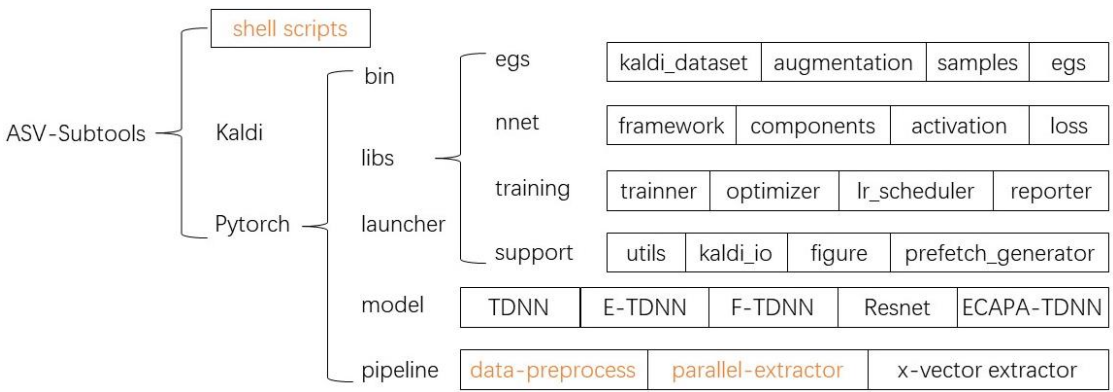 shell scripts
ASV-Subtools
Kaldi
Pytorch
bin
libs
egs
kaldi_dataset augmentation samples egs
nnet
framework components activation loss
training
trainner optimizer lr_scheduler reporter
support
utils kaldi_io figure prefetch_generator
launcher
model
TDNN E-TDNN F-TDNN Resnet ECAPA-TDNN
pipeline
data-preprocess parallel-extractor x-vector extractor